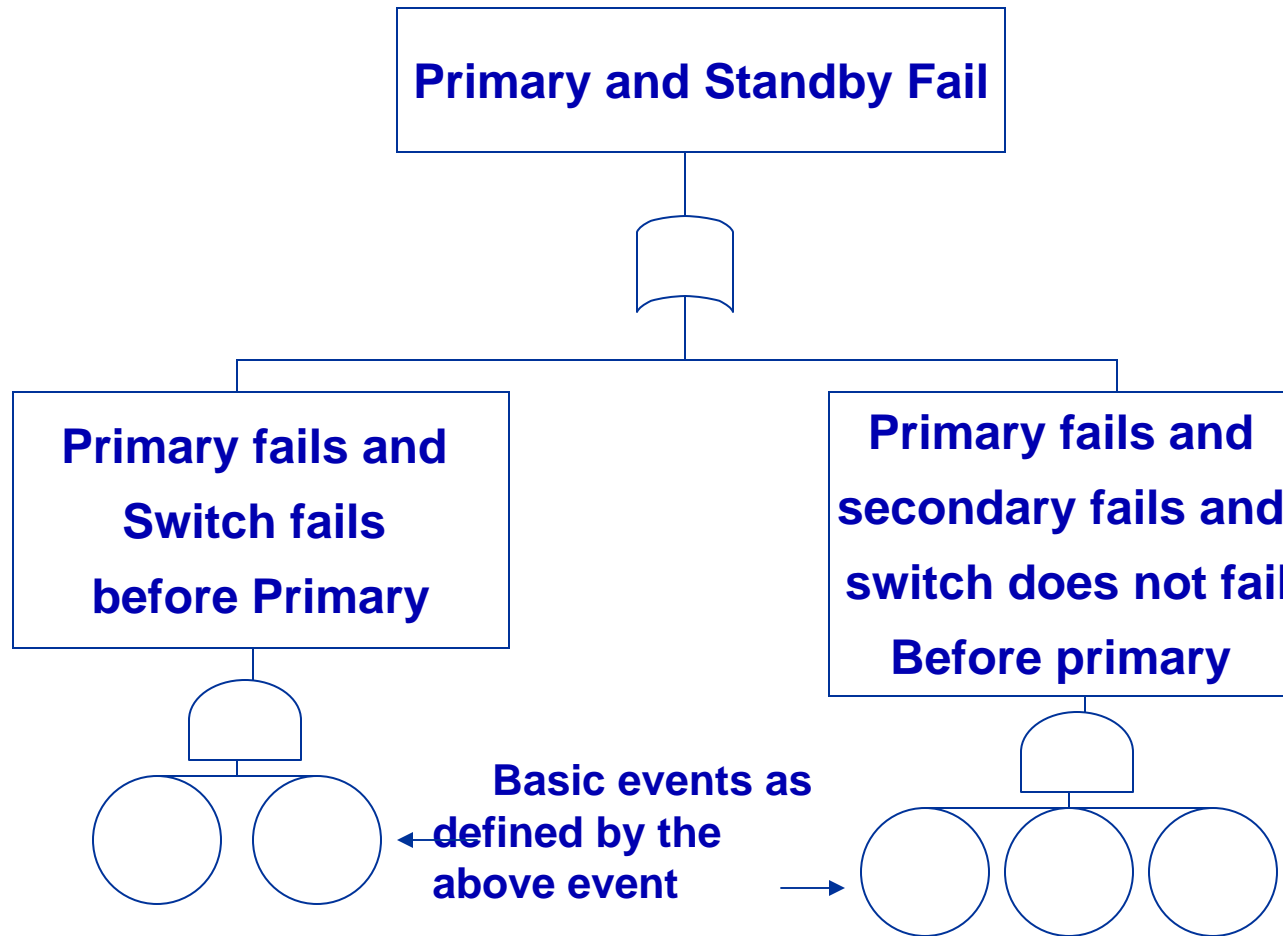 Primary and Standby Fail
Primary fails and
Switch fails
before Primary
Primary fails and
secondary fails and
switch does not fail
Before primary
Basic events as
defined by the
above event